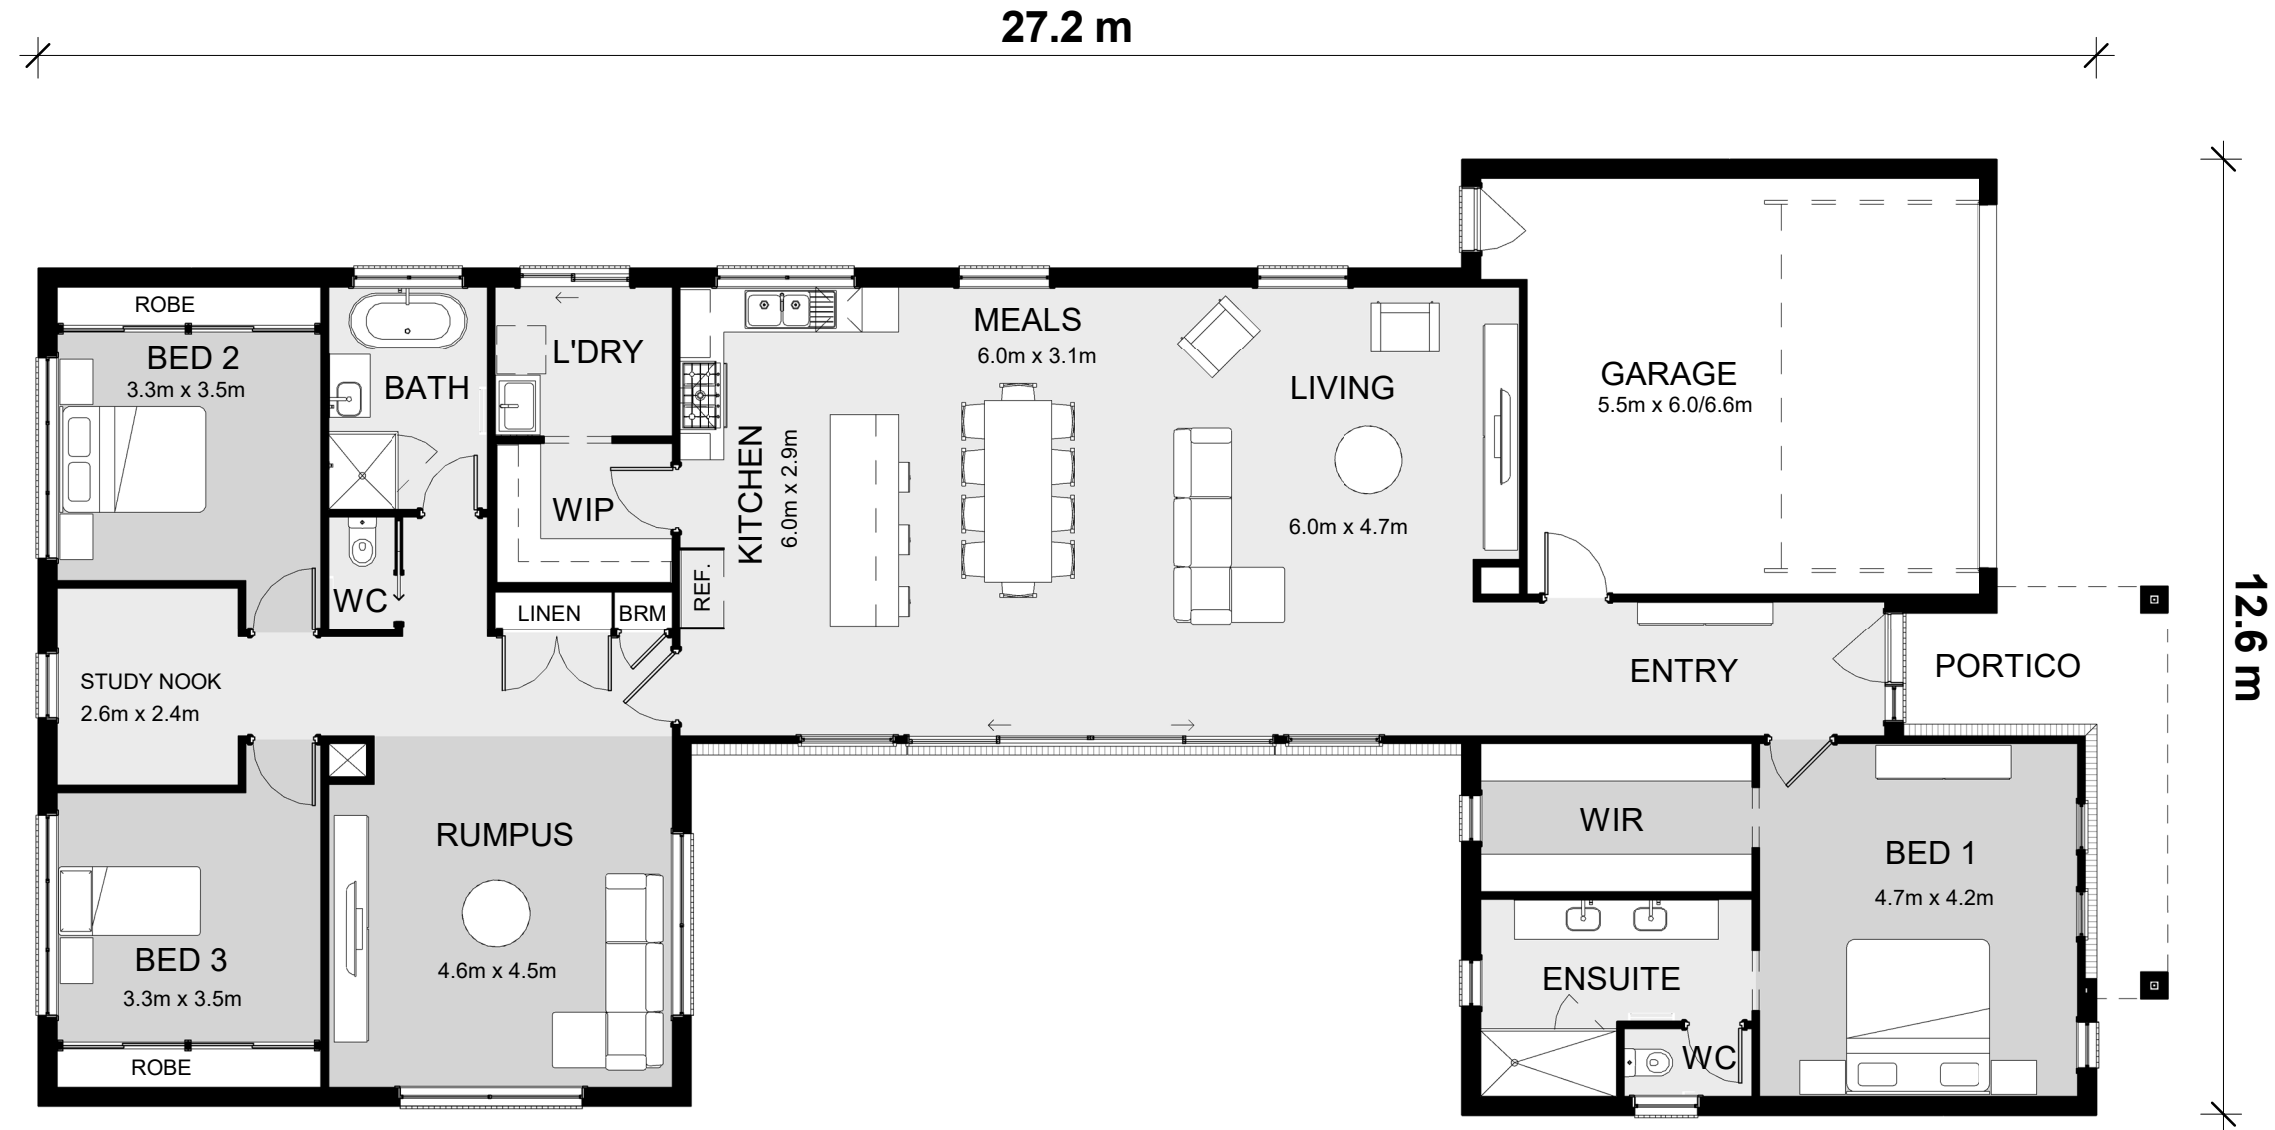 27.2 m
12.6 m
ROBE
BED 2
3.3m x 3.5m
BATH
L'DRY
WIP
WC
LINEN
BRM
REF.
KITCHEN
6.0m x 2.9m
MEALS
6.0m x 3.1m
LIVING
6.0m x 4.7m
GARAGE
5.5m x 6.0/6.6m
ENTRY
PORTICO
STUDY NOOK
2.6m x 2.4m
BED 3
3.3m x 3.5m
ROBE
RUMPUS
4.6m x 4.5m
WIR
BED 1
4.7m x 4.2m
ENSUITE
WC